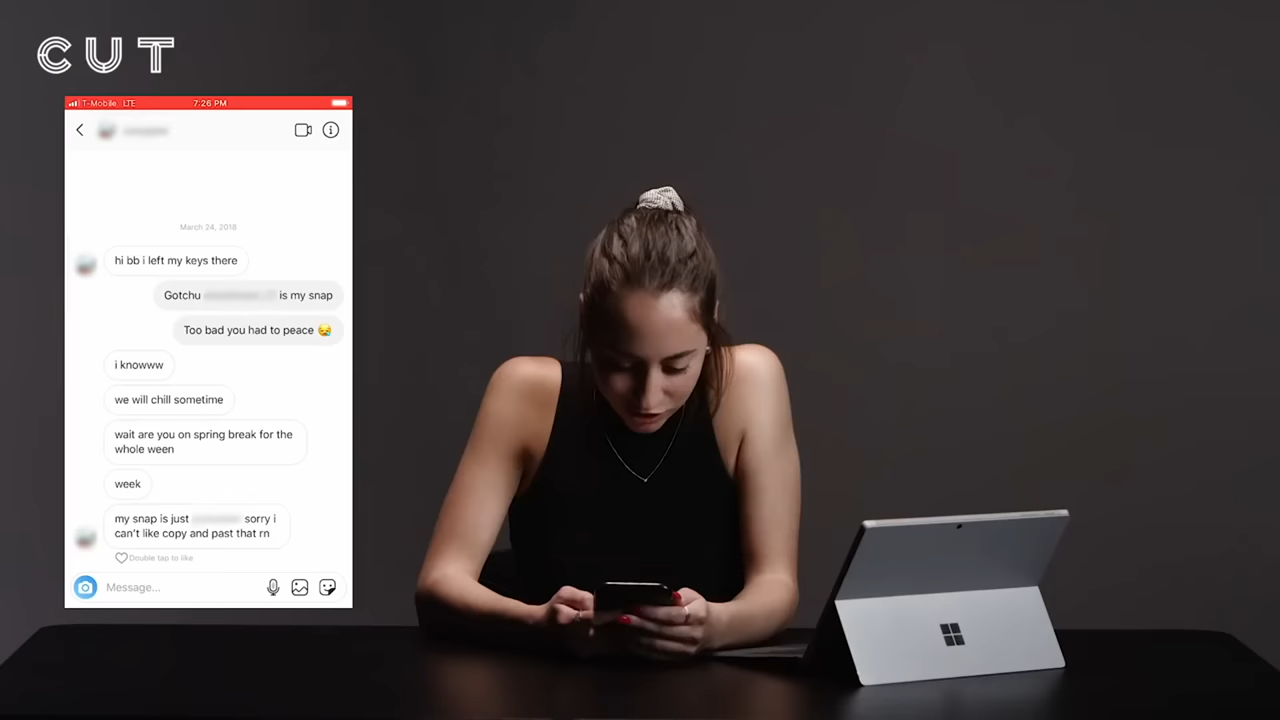 CUT
T-Mobile LTE 7:26 PM
March 24, 2018
hi bb i left my keys there
Gotchu is my snap
Too bad you had to peace 😪
i knowww
we will chill sometime
wait are you on spring break for the
whole ween
week
my snap is just sorry i
can't like copy and past that rn
Double tap to like
Message...